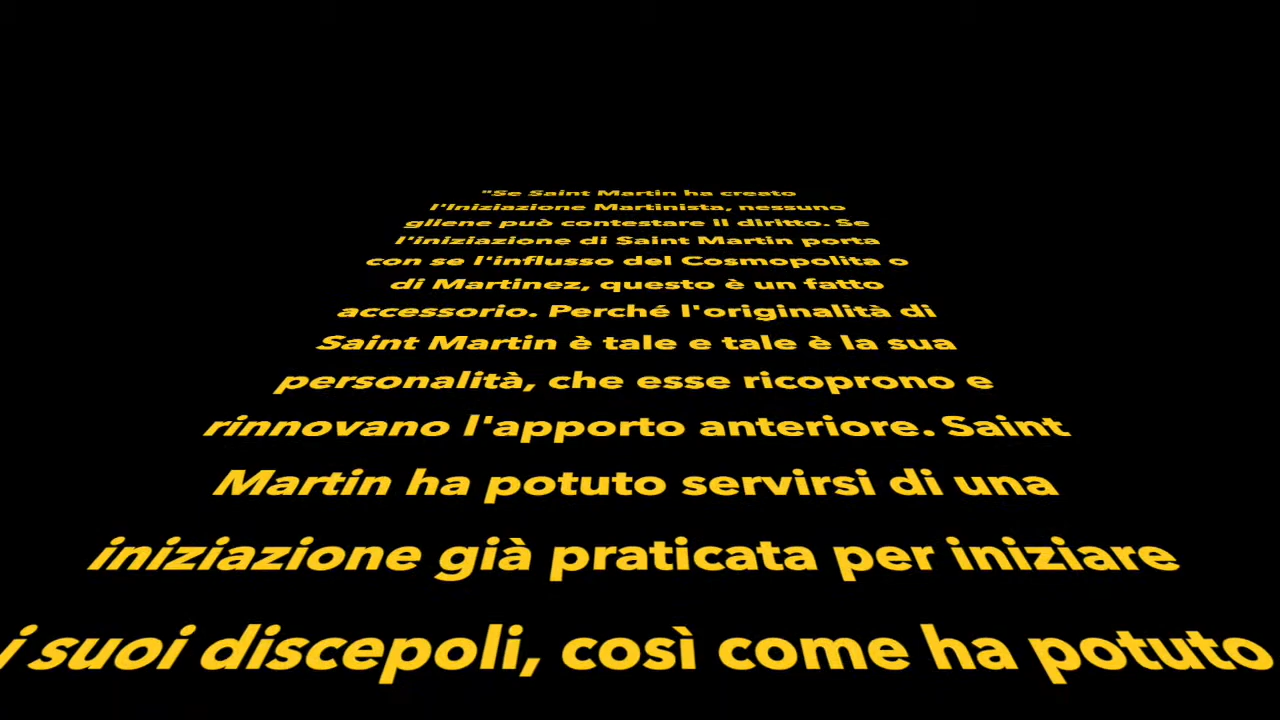 "Se Saint Martin ha creato
l'Iniziazione Martinista, nessuno
gliene può contestare il diritto. Se
l'iniziazione di Saint Martin porta
con se l'influsso del Cosmopolita o
di Martinez, questo è un fatto
accessorio. Perché l'originalità di
Saint Martin è tale e tale è la sua
personalità, che esse ricoprono e
rinnovano l'apporto anteriore. Saint
Martin ha potuto servirsi di una
iniziazione già praticata per iniziare
i suoi discepoli, così come ha potuto